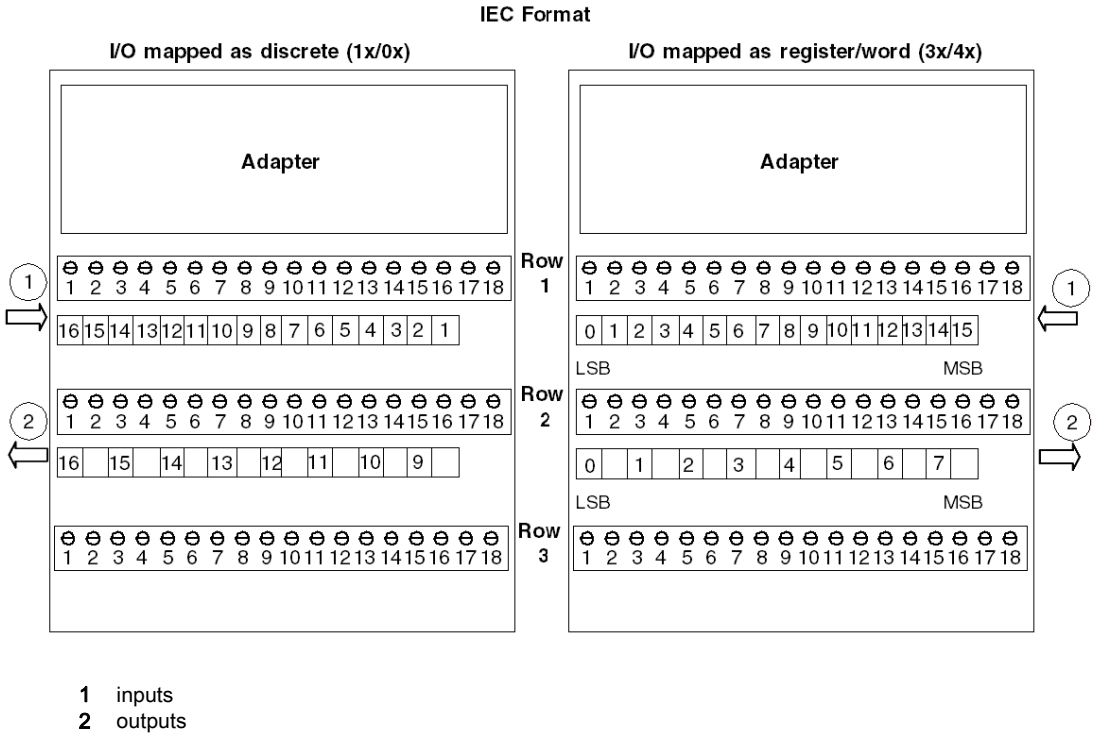 IEC Format
I/O mapped as discrete (1x/0x)
I/O mapped as register/word (3x/4x)
Adapter
Adapter
Row
1
1
1 2 3 4 5 6 7 8 9 10 11 12 13 14 15 16 17 18
1 2 3 4 5 6 7 8 9 10 11 12 13 14 15 16 17 18
1
16 15 14 13 12 11 10 9 8 7 6 5 4 3 2 1
0 1 2 3 4 5 6 7 8 9 10 11 12 13 14 15
LSB MSB
Row
2
2
1 2 3 4 5 6 7 8 9 10 11 12 13 14 15 16 17 18
1 2 3 4 5 6 7 8 9 10 11 12 13 14 15 16 17 18
2
16 15 14 13 12 11 10 9
0 1 2 3 4 5 6 7
LSB MSB
Row
3
1 2 3 4 5 6 7 8 9 10 11 12 13 14 15 16 17 18
1 2 3 4 5 6 7 8 9 10 11 12 13 14 15 16 17 18
1 inputs
2 outputs